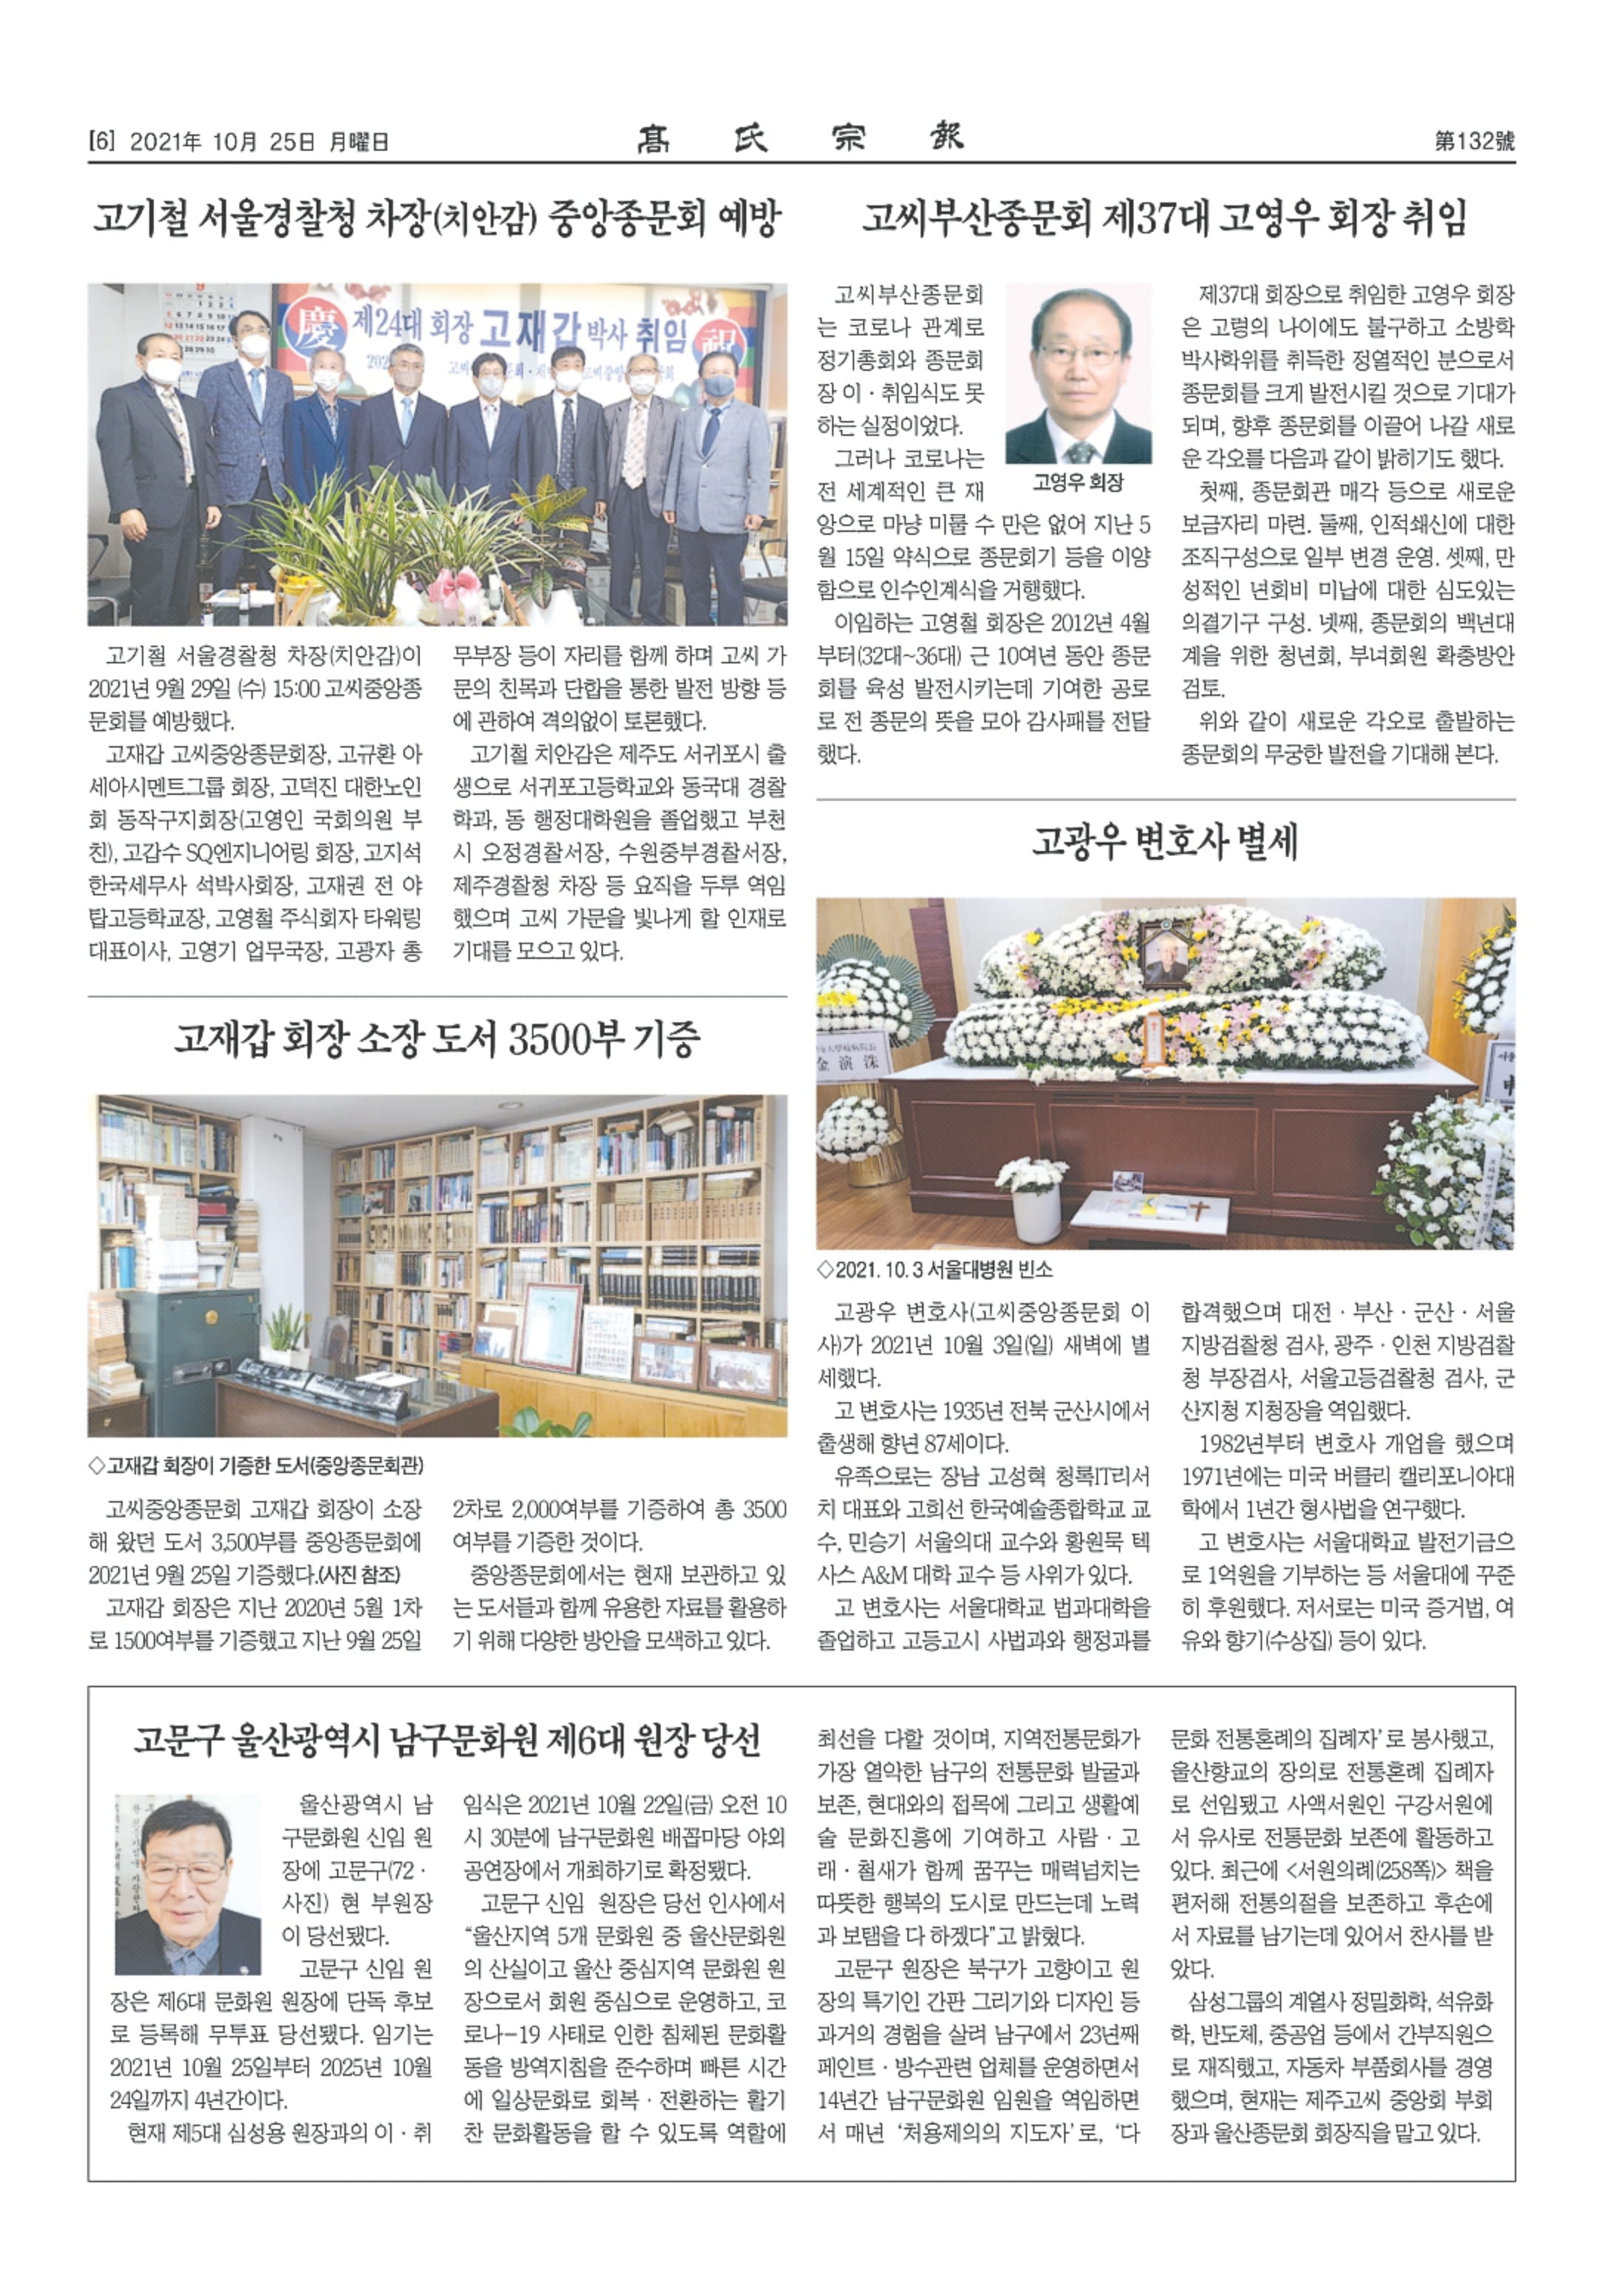 [6] 2021年 10月 25日 月曜日
髙氏宗報
第132號
고기철 서울경찰청 차장(치안감) 중앙종문회 예방
慶 제24대 회장 고재갑 박사 취임 祝
고기철 서울경찰청 차장(치안감)이
2021년 9월 29일 (수) 15:00 고씨중앙종
문회를 예방했다.
고재갑 고씨중앙종문회장, 고규환 아
세아시멘트그룹 회장, 고덕진 대한노인
회 동작구지회장(고영인 국회의원 부
친), 고갑수 SQ엔지니어링 회장, 고지석
한국세무사 석박사회장, 고재권 전 야
탑고등학교장, 고영철 주식회자 타워링
대표이사, 고영기 업무국장, 고광자 총
무부장 등이 자리를 함께 하며 고씨 가
문의 친목과 단합을 통한 발전 방향 등
에 관하여 격의없이 토론했다.
고기철 치안감은 제주도 서귀포시 출
생으로 서귀포고등학교와 동국대 경찰
학과, 동 행정대학원을 졸업했고 부천
시 오정경찰서장, 수원중부경찰서장,
제주경찰청 차장 등 요직을 두루 역임
했으며 고씨 가문을 빛나게 할 인재로
기대를 모으고 있다.
고재갑 회장 소장 도서 3500부 기증
◇고재갑 회장이 기증한 도서(중앙종문회관)
고씨중앙종문회 고재갑 회장이 소장
해 왔던 도서 3,500부를 중앙종문회에
2021년 9월 25일 기증했다.(사진 참조)
고재갑 회장은 지난 2020년 5월 1차
로 1500여부를 기증했고 지난 9월 25일
2차로 2,000여부를 기증하여 총 3500
여부를 기증한 것이다.
중앙종문회에서는 현재 보관하고 있
는 도서들과 함께 유용한 자료를 활용하
기 위해 다양한 방안을 모색하고 있다.
고씨부산종문회 제37대 고영우 회장 취임
고씨부산종문회
는 코로나 관계로
정기총회와 종문회
장 이 · 취임식도 못
하는 실정이었다.
그러나 코로나는
전 세계적인 큰 재
앙으로 마냥 미룰 수 만은 없어 지난 5
월 15일 약식으로 종문회기 등을 이양
함으로 인수인계식을 거행했다.
이임하는 고영철 회장은 2012년 4월
부터(32대~36대) 근 10여년 동안 종문
회를 육성 발전시키는데 기여한 공로
로 전 종문의 뜻을 모아 감사패를 전달
했다.
고영우 회장
제37대 회장으로 취임한 고영우 회장
은 고령의 나이에도 불구하고 소방학
박사학위를 취득한 정열적인 분으로서
종문회를 크게 발전시킬 것으로 기대가
되며, 향후 종문회를 이끌어 나갈 새로
운 각오를 다음과 같이 밝히기도 했다.
첫째, 종문회관 매각 등으로 새로운
보금자리 마련. 둘째, 인적쇄신에 대한
조직구성으로 일부 변경 운영. 셋째, 만
성적인 년회비 미납에 대한 심도있는
의결기구 구성. 넷째, 종문회의 백년대
계을 위한 청년회, 부녀회원 확충방안
검토.
위와 같이 새로운 각오로 출발하는
종문회의 무궁한 발전을 기대해 본다.
고광우 변호사 별세
金 演 洙
◇2021. 10. 3 서울대병원 빈소
고광우 변호사(고씨중앙종문회 이
사)가 2021년 10월 3일(일) 새벽에 별
세했다.
고 변호사는 1935년 전북 군산시에서
출생해 향년 87세이다.
유족으로는 장남 고성혁 청록IT리서
치 대표와 고희선 한국예술종합학교 교
수, 민승기 서울의대 교수와 황원묵 텍
사스 A&M 대학 교수 등 사위가 있다.
고 변호사는 서울대학교 법과대학을
졸업하고 고등고시 사법과와 행정과를
합격했으며 대전 · 부산 · 군산 · 서울
지방검찰청 검사, 광주 · 인천 지방검찰
청 부장검사, 서울고등검찰청 검사, 군
산지청 지청장을 역임했다.
1982년부터 변호사 개업을 했으며
1971년에는 미국 버클리 캘리포니아대
학에서 1년간 형사법을 연구했다.
고 변호사는 서울대학교 발전기금으
로 1억원을 기부하는 등 서울대에 꾸준
히 후원했다. 저서로는 미국 증거법, 여
유와 향기(수상집) 등이 있다.
고문구 울산광역시 남구문화원 제6대 원장 당선
울산광역시 남
구문화원 신임 원
장에 고문구(72 ·
사진) 현 부원장
이 당선됐다.
고문구 신임 원
장은 제6대 문화원 원장에 단독 후보
로 등록해 무투표 당선됐다. 임기는
2021년 10월 25일부터 2025년 10월
24일까지 4년간이다.
현재 제5대 심성용 원장과의 이 · 취
임식은 2021년 10월 22일(금) 오전 10
시 30분에 남구문화원 배꼽마당 야외
공연장에서 개최하기로 확정됐다.
고문구 신임 원장은 당선 인사에서
“울산지역 5개 문화원 중 울산문화원
의 산실이고 울산 중심지역 문화원 원
장으로서 회원 중심으로 운영하고, 코
로나-19 사태로 인한 침체된 문화활
동을 방역지침을 준수하며 빠른 시간
에 일상문화로 회복 · 전환하는 활기
찬 문화활동을 할 수 있도록 역할에
최선을 다할 것이며, 지역전통문화가
가장 열악한 남구의 전통문화 발굴과
보존, 현대와의 접목에 그리고 생활예
술 문화진흥에 기여하고 사람 · 고
래 · 철새가 함께 꿈꾸는 매력넘치는
따뜻한 행복의 도시로 만드는데 노력
과 보탬을 다 하겠다”고 밝혔다.
고문구 원장은 북구가 고향이고 원
장의 특기인 간판 그리기와 디자인 등
과거의 경험을 살려 남구에서 23년째
페인트 · 방수관련 업체를 운영하면서
14년간 남구문화원 임원을 역임하면
서 매년 ‘처용제의의 지도자’로, ‘다
문화 전통혼례의 집례자’로 봉사했고,
울산향교의 장의로 전통혼례 집례자
로 선임됐고 사액서원인 구강서원에
서 유사로 전통문화 보존에 활동하고
있다. 최근에 <서원의례(258쪽)> 책을
편저해 전통의절을 보존하고 후손에
서 자료를 남기는데 있어서 찬사를 받
았다.
삼성그룹의 계열사 정밀화학, 석유화
학, 반도체, 중공업 등에서 간부직원으
로 재직했고, 자동차 부품회사를 경영
했으며, 현재는 제주고씨 중앙회 부회
장과 울산종문회 회장직을 맡고 있다.